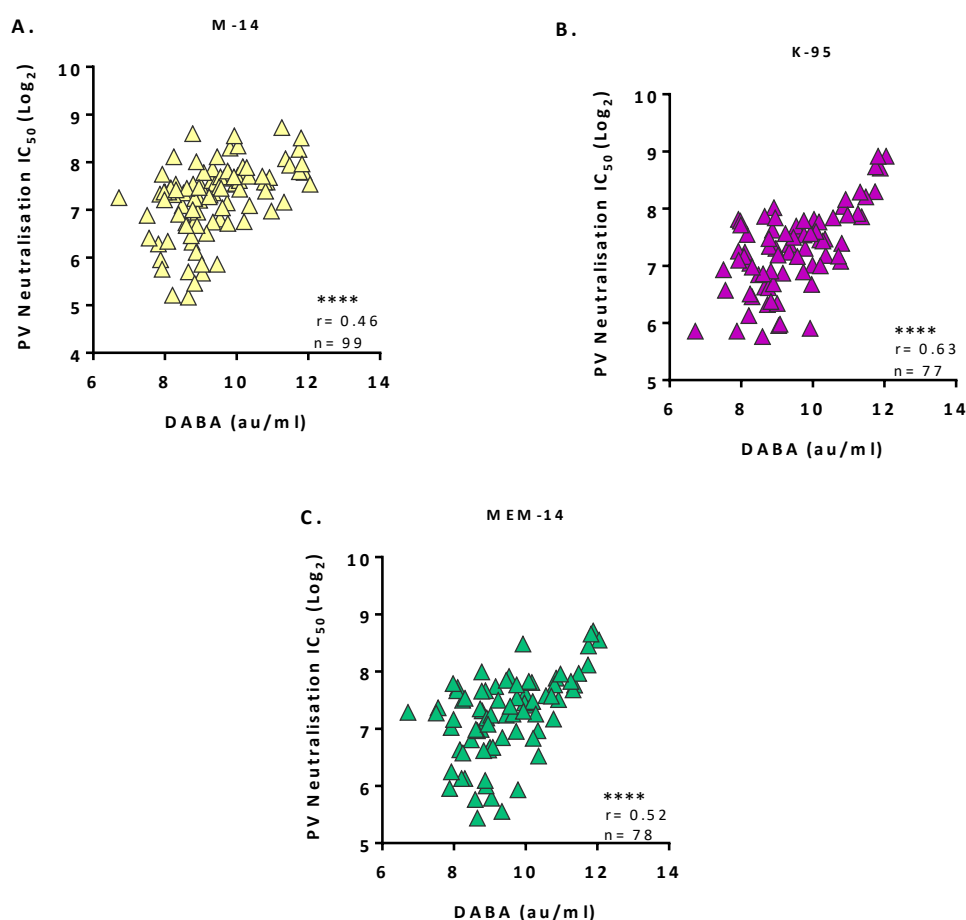 A.
M-14
PV Neutralisation IC50 (Log2)
10
9
8
7
6
5
4
6 8 10 12 14
DABA (au/ml)
****
r= 0.46
n= 99
B.
K-95
PV Neutralisation IC50 (Log2)
10
9
8
7
6
5
6 8 10 12 14
DABA (au/ml)
****
r= 0.63
n= 77
C.
MEM-14
PV Neutralisation IC50 (Log2)
10
9
8
7
6
5
6 8 10 12 14
DABA (au/ml)
****
r= 0.52
n= 78